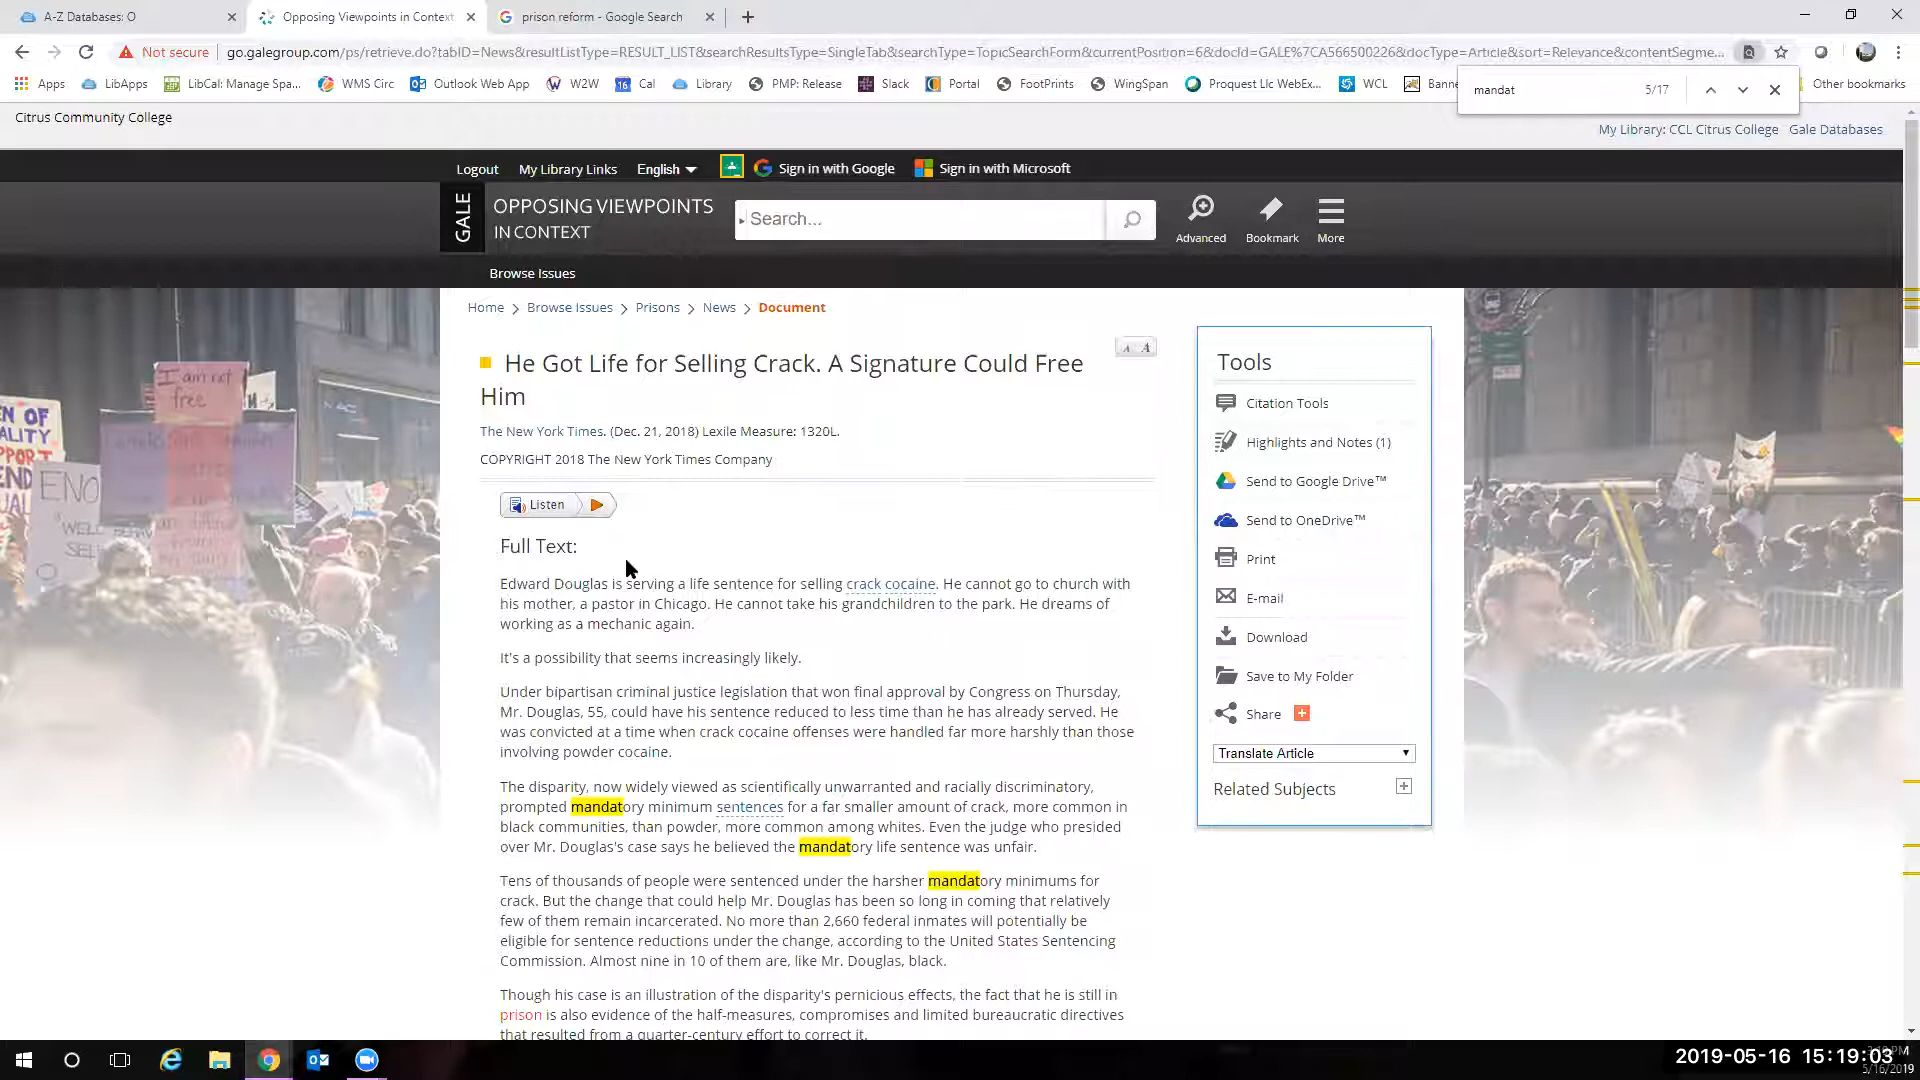 A-Z Databases: O
Opposing Viewpoints in Context
prison reform - Google Search
Not secure
go.galegroup.com/ps/retrieve.do?tabID=News&resultListType=RESULT_LIST&searchResultsType=SingleTab&searchType=TopicSearchForm&currentPosition=6&docId=GALE%7CA566500226&docType=Article&sort=Relevance&contentSegme...
Apps LibApps LibCal: Manage Spa... WMS Circ Outlook Web App W2W 16 Cal Library PMP: Release Slack Portal FootPrints WingSpan Proquest Llc WebEx... WCL Banne Other bookmarks
mandat 5/17
Citrus Community College
My Library: CCL Citrus College Gale Databases
Logout My Library Links English Sign in with Google Sign in with Microsoft
GALE
OPPOSING VIEWPOINTS
IN CONTEXT
Search...
Advanced Bookmark More
Browse Issues
Home > Browse Issues > Prisons > News > Document
A A
He Got Life for Selling Crack. A Signature Could Free
Him
The New York Times. (Dec. 21, 2018) Lexile Measure: 1320L.
COPYRIGHT 2018 The New York Times Company
Listen
Full Text:
Edward Douglas is serving a life sentence for selling crack cocaine. He cannot go to church with
his mother, a pastor in Chicago. He cannot take his grandchildren to the park. He dreams of
working as a mechanic again.
It's a possibility that seems increasingly likely.
Under bipartisan criminal justice legislation that won final approval by Congress on Thursday,
Mr. Douglas, 55, could have his sentence reduced to less time than he has already served. He
was convicted at a time when crack cocaine offenses were handled far more harshly than those
involving powder cocaine.
The disparity, now widely viewed as scientifically unwarranted and racially discriminatory,
prompted mandatory minimum sentences for a far smaller amount of crack, more common in
black communities, than powder, more common among whites. Even the judge who presided
over Mr. Douglas's case says he believed the mandatory life sentence was unfair.
Tens of thousands of people were sentenced under the harsher mandatory minimums for
crack. But the change that could help Mr. Douglas has been so long in coming that relatively
few of them remain incarcerated. No more than 2,660 federal inmates will potentially be
eligible for sentence reductions under the change, according to the United States Sentencing
Commission. Almost nine in 10 of them are, like Mr. Douglas, black.
Though his case is an illustration of the disparity's pernicious effects, the fact that he is still in
prison is also evidence of the half-measures, compromises and limited bureaucratic directives
that resulted from a quarter-century effort to correct it.
Tools
Citation Tools
Highlights and Notes (1)
Send to Google Drive™
Send to OneDrive™
Print
E-mail
Download
Save to My Folder
Share
Translate Article
Related Subjects
I am not
free
2019-05-16 15:19:03
5/16/2019